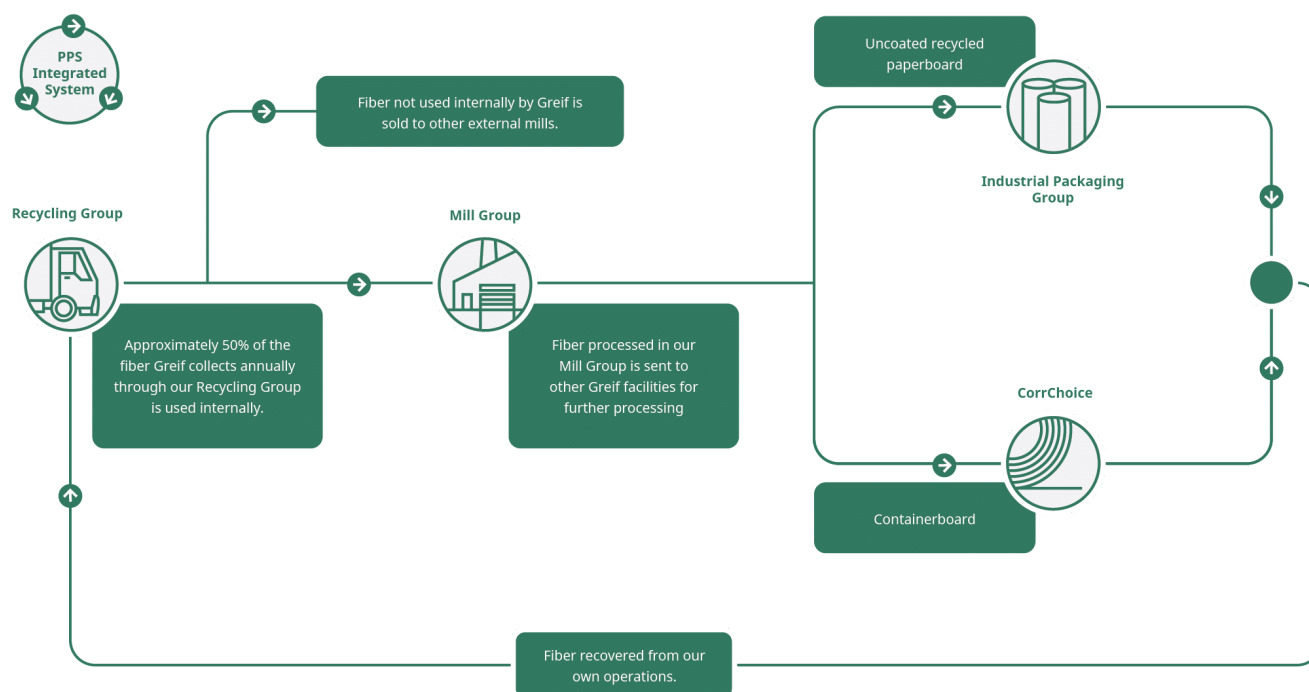 PPS
Integrated
System
Uncoated recycled
paperboard
Fiber not used internally by Greif is
sold to other external mills.
Industrial Packaging
Group
Recycling Group
Mill Group
Approximately 50% of the
fiber Greif collects annually
through our Recycling Group
is used internally.
Fiber processed in our
Mill Group is sent to
other Greif facilities for
further processing
CorrChoice
Containerboard
Fiber recovered from our
own operations.